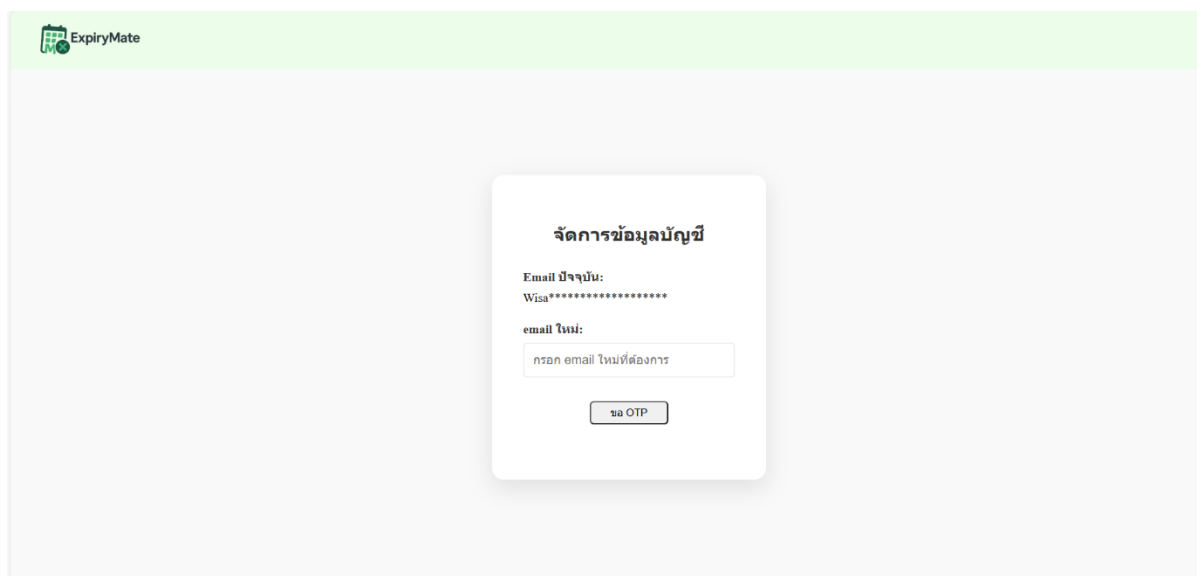 ExpiryMate
จัดการข้อมูลบัญชี
Email ปัจจุบัน:
Wisa*******************
email ใหม่:
กรอก email ใหม่ที่ต้องการ
ขอ OTP